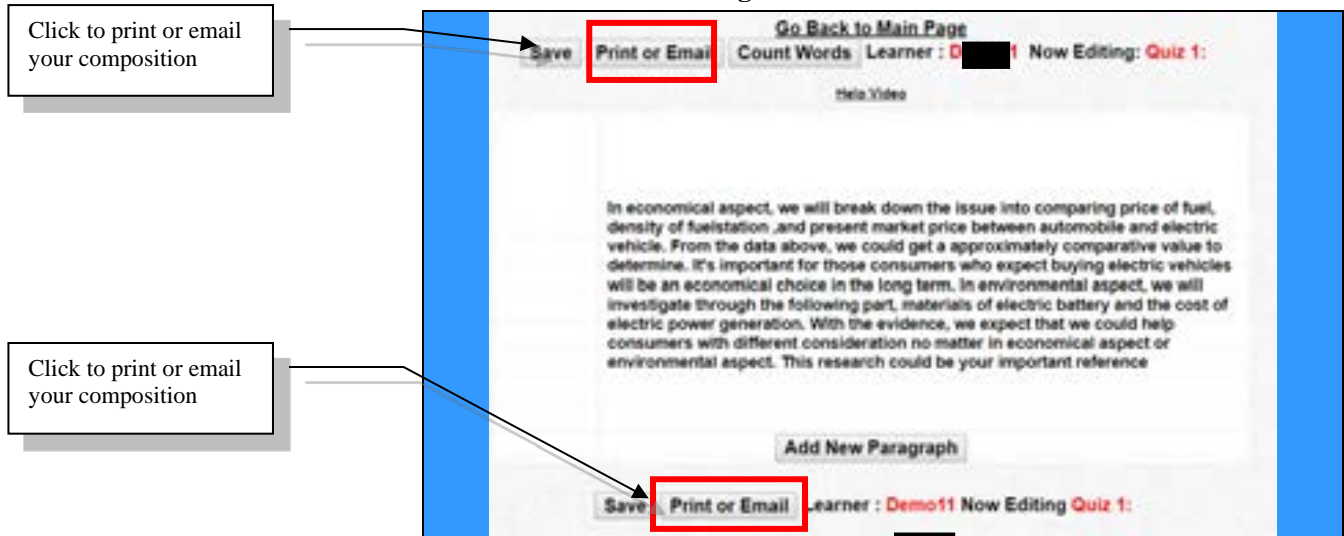 Click to print or email
your composition
Go Back to Main Page
Save Print or Email Count Words Learner : D 1 Now Editing: Quiz 1:
Help Video
In economical aspect, we will break down the issue into comparing price of fuel,
density of fuelstation ,and present market price between automobile and electric
vehicle. From the data above, we could get a approximately comparative value to
determine. It's important for those consumers who expect buying electric vehicles
will be an economical choice in the long term. In environmental aspect, we will
investigate through the following part, materials of electric battery and the cost of
electric power generation. With the evidence, we expect that we could help
consumers with different consideration no matter in economical aspect or
environmental aspect. This research could be your important reference
Click to print or email
your composition
Add New Paragraph
Save Print or Email Learner : Demo11 Now Editing Quiz 1: